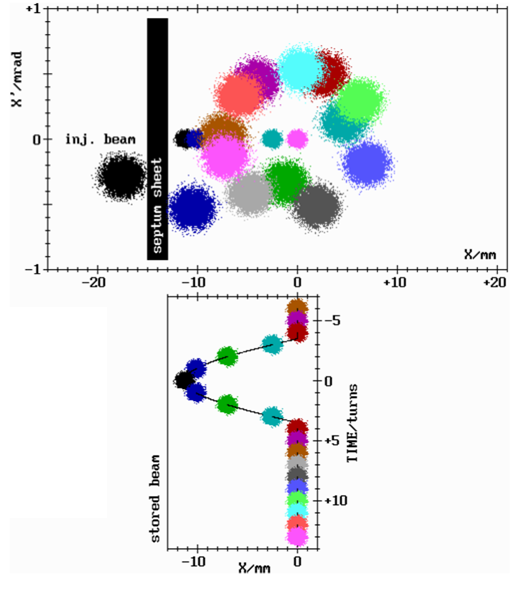 +1
X'/mrad
inj. beam
0
septum sheet
X/mm
−1
−20
−10
0
+10
+20
−5
0
+5
+10
TIME/turns
stored beam
−10
0
X/mm